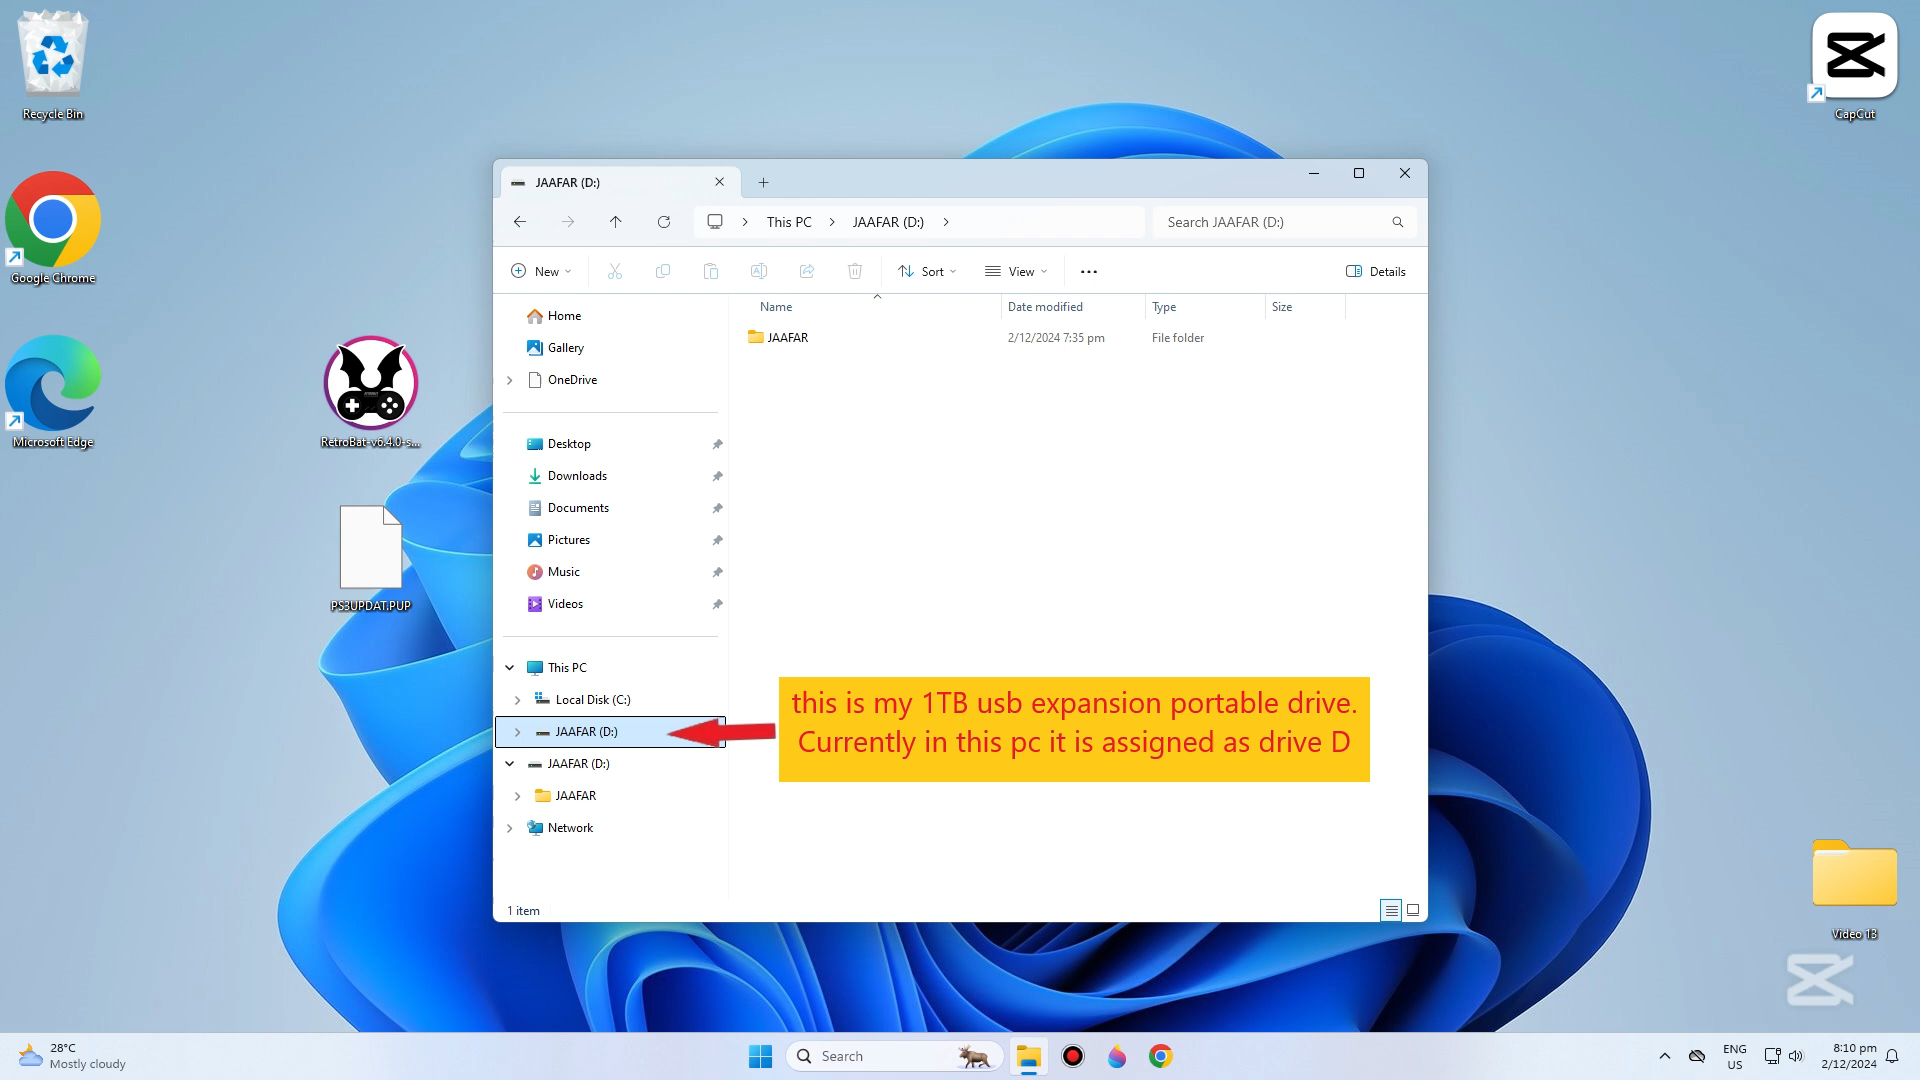 Recycle Bin
CapCut
Google Chrome
Microsoft Edge
RetroBat-v6.4.0-s...
PS3UPDAT.PUP
JAAFAR (D:)
This PC
JAAFAR (D:)
Search JAAFAR (D:)
New
Sort
View
Details
Name
Date modified
Type
Size
JAAFAR
2/12/2024 7:35 pm
File folder
Home
Gallery
OneDrive
Desktop
Downloads
Documents
Pictures
Music
Videos
This PC
Local Disk (C:)
JAAFAR (D:)
JAAFAR (D:)
JAAFAR
Network
this is my 1TB usb expansion portable drive.
Currently in this pc it is assigned as drive D
1 item
Video 13
28°C
Mostly cloudy
Search
ENG
US
8:10 pm
2/12/2024